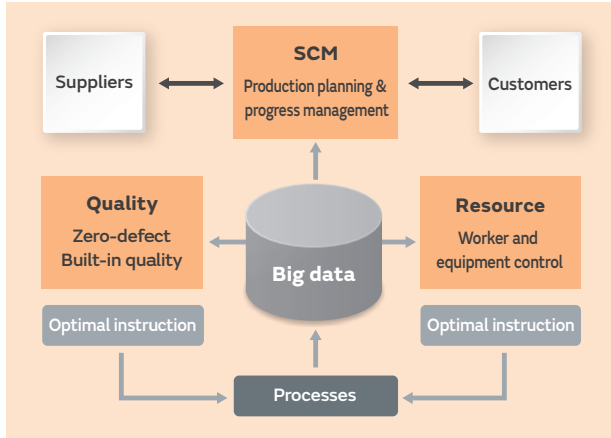 SCM
Suppliers
Production planning &
progress management
Customers
Quality
Zero-defect
Built-in quality
Big data
Resource
Worker and
equipment control
Optimal instruction
Optimal instruction
Processes